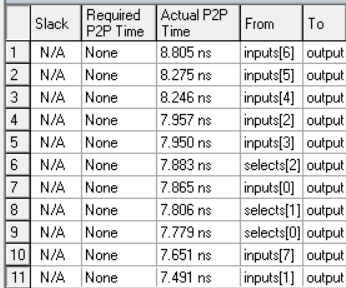 Slack Required P2P Time Actual P2P Time From To
1 N/A None 8.805 ns inputs[6] output
2 N/A None 8.275 ns inputs[5] output
3 N/A None 8.246 ns inputs[4] output
4 N/A None 7.957 ns inputs[2] output
5 N/A None 7.950 ns inputs[3] output
6 N/A None 7.883 ns selects[2] output
7 N/A None 7.865 ns inputs[0] output
8 N/A None 7.806 ns selects[1] output
9 N/A None 7.779 ns selects[0] output
10 N/A None 7.651 ns inputs[7] output
11 N/A None 7.491 ns inputs[1] output